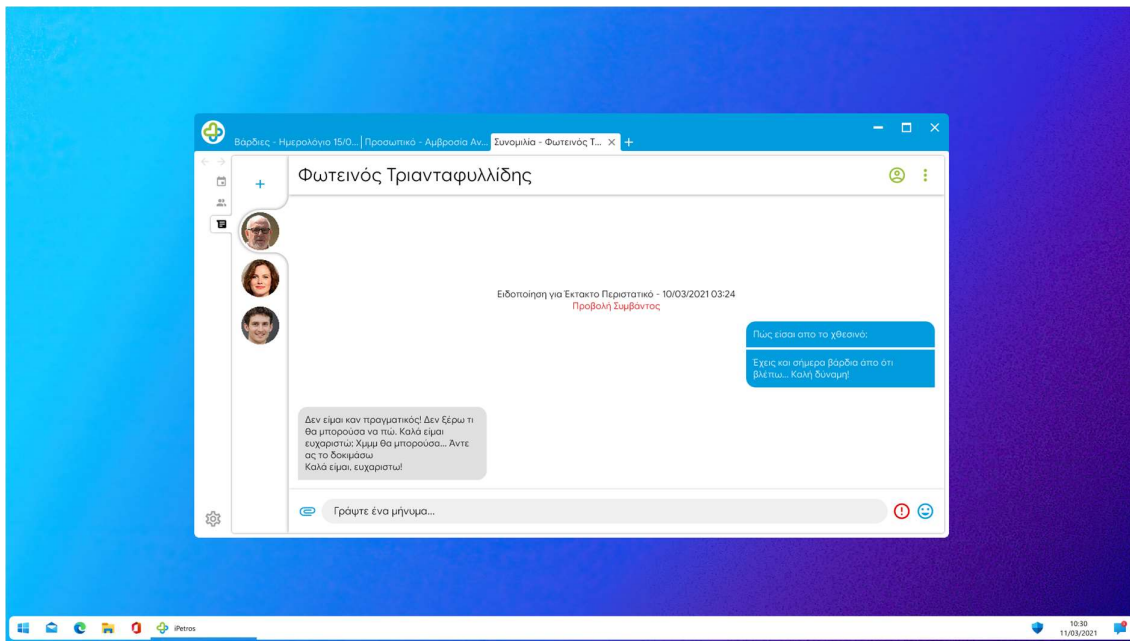 Βάρδιες - Ημερολόγιο 15/0... | Προσωπικό - Αμβροσία Αν... Συνομιλία - Φωτεινός Τ... × +
Φωτεινός Τριανταφυλλίδης
Ειδοποίηση για Έκτακτο Περιστατικό - 10/03/2021 03:24
Προβολή Συμβάντος
Πώς είσαι απο το χθεσινό;
Έχεις και σήμερα βάρδια άπο ότι
βλέπω... Καλή δύναμη!
Δεν είμαι καν πραγματικός! Δεν ξέρω τι
θα μπορούσα να πώ. Καλά είμαι
ευχαριστώ; Χμμμ θα μπορούσα... Άντε
ας το δοκιμάσω
Καλά είμαι, ευχαριστω!
Γράψτε ένα μήνυμα...
iPetros
10:30
11/03/2021